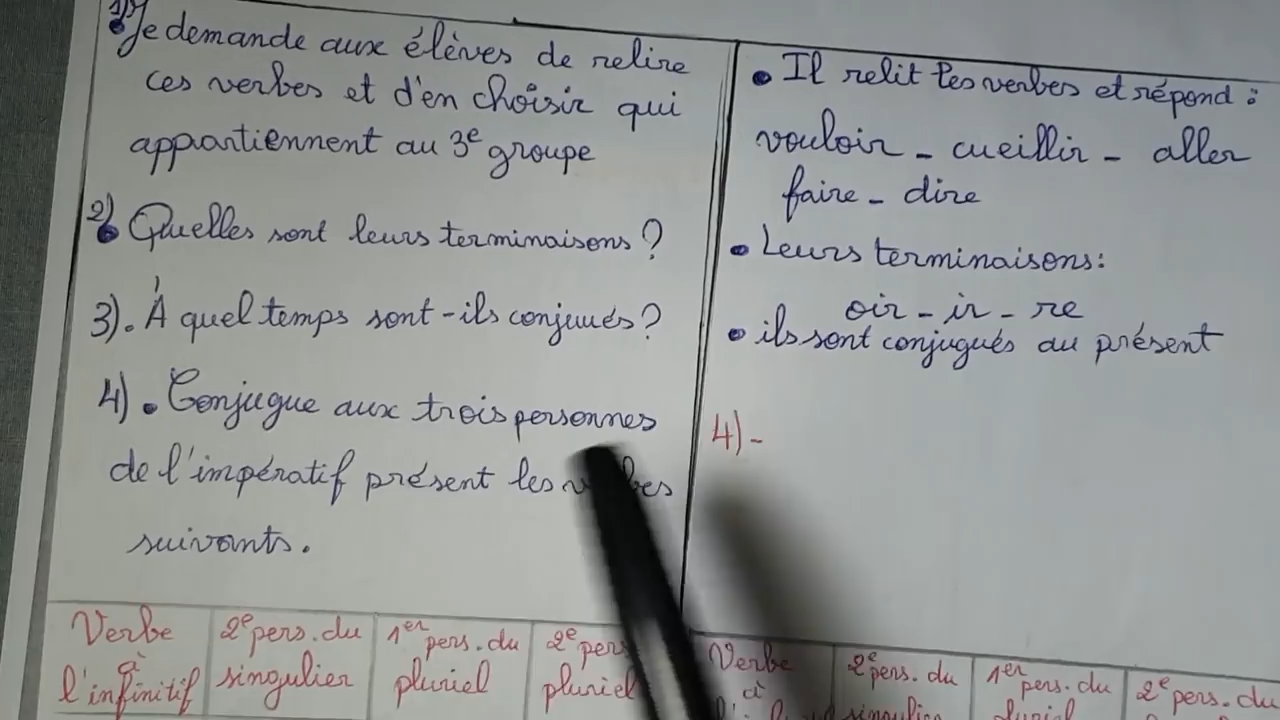 1) Je demande aux élèves de relire
ces verbes et d'en choisir qui
appartiennent au 3e groupe
2) Quelles sont leurs terminaisons?
3). À quel temps sont-ils conjuués?
4). Conjugue aux trois personnes
de l'impératif présent les
suivants.
• Il relit les verbes et répond:
vouloir - cueillir - aller
faire - dire
• Leurs terminaisons:
oir - ir - re
• ils sont conjugués au présent
4)-
Verbe à l'infinitif
2e pers. du singulier
1er pers. du pluriel
2e pers pluriel
Verbe à
2e pers. du singulier
1er pers. du pluriel
2e pers. du